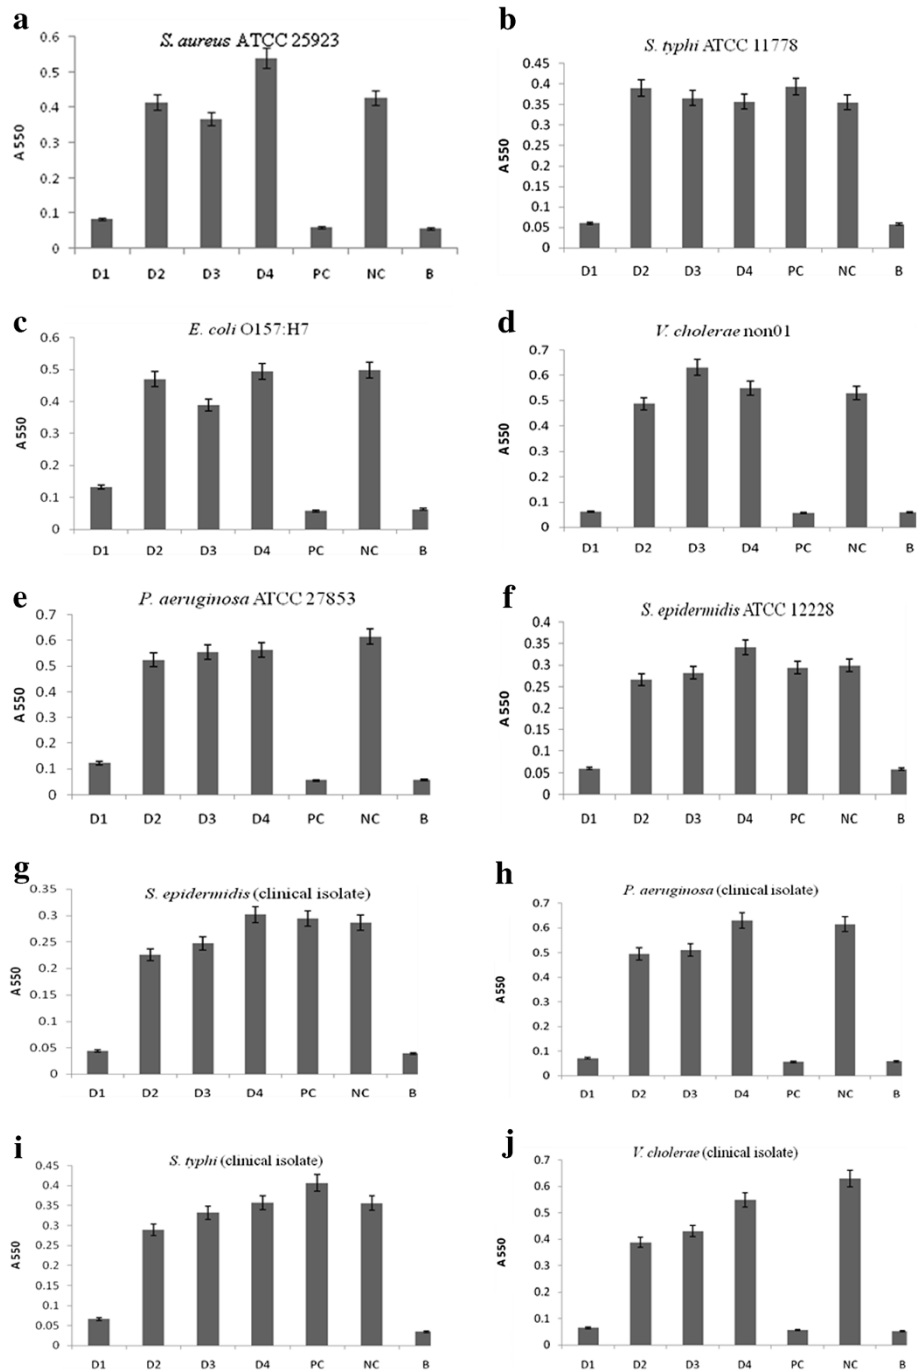 a
S. aureus ATCC 25923
0.6
0.5
0.4
0.3
0.2
0.1
0
A 550
D1 D2 D3 D4 PC NC B
b
S. typhi ATCC 11778
0.45
0.4
0.35
0.3
0.25
0.2
0.15
0.1
0.05
0
A 550
D1 D2 D3 D4 PC NC B
c
E. coli O157:H7
0.6
0.5
0.4
0.3
0.2
0.1
0
A 550
D1 D2 D3 D4 PC NC B
d
V. cholerae non01
0.7
0.6
0.5
0.4
0.3
0.2
0.1
0
A 550
D1 D2 D3 D4 PC NC B
e
P. aeruginosa ATCC 27853
0.7
0.6
0.5
0.4
0.3
0.2
0.1
0
A 550
D1 D2 D3 D4 PC NC B
f
S. epidermidis ATCC 12228
0.4
0.35
0.3
0.25
0.2
0.15
0.1
0.05
0
A 550
D1 D2 D3 D4 PC NC B
g
S. epidermidis (clinical isolate)
0.35
0.3
0.25
0.2
0.15
0.1
0.05
0
A 550
D1 D2 D3 D4 PC NC B
h
P. aeruginosa (clinical isolate)
0.7
0.6
0.5
0.4
0.3
0.2
0.1
0
A 550
D1 D2 D3 D4 PC NC B
i
S. typhi (clinical isolate)
0.45
0.4
0.35
0.3
0.25
0.2
0.15
0.1
0.05
0
A 550
D1 D2 D3 D4 PC NC B
j
V. cholerae (clinical isolate)
0.7
0.6
0.5
0.4
0.3
0.2
0.1
0
A 550
D1 D2 D3 D4 PC NC B